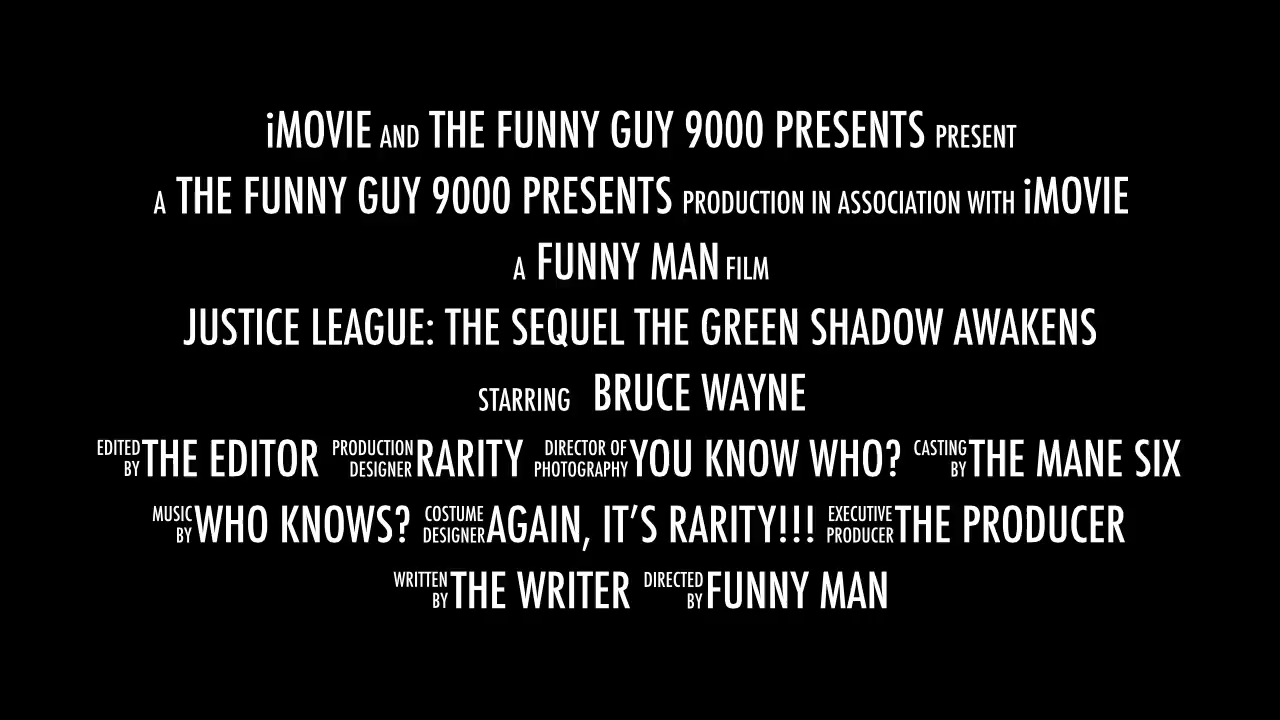 iMOVIE AND THE FUNNY GUY 9000 PRESENTS PRESENT
A THE FUNNY GUY 9000 PRESENTS PRODUCTION IN ASSOCIATION WITH iMOVIE
A FUNNY MAN FILM
JUSTICE LEAGUE: THE SEQUEL THE GREEN SHADOW AWAKENS
STARRING BRUCE WAYNE
EDITED BY THE EDITOR PRODUCTION DESIGNER RARITY DIRECTOR OF PHOTOGRAPHY YOU KNOW WHO? CASTING BY THE MANE SIX
MUSIC BY WHO KNOWS? COSTUME DESIGNER AGAIN, IT’S RARITY!!! EXECUTIVE PRODUCER THE PRODUCER
WRITTEN BY THE WRITER DIRECTED BY FUNNY MAN